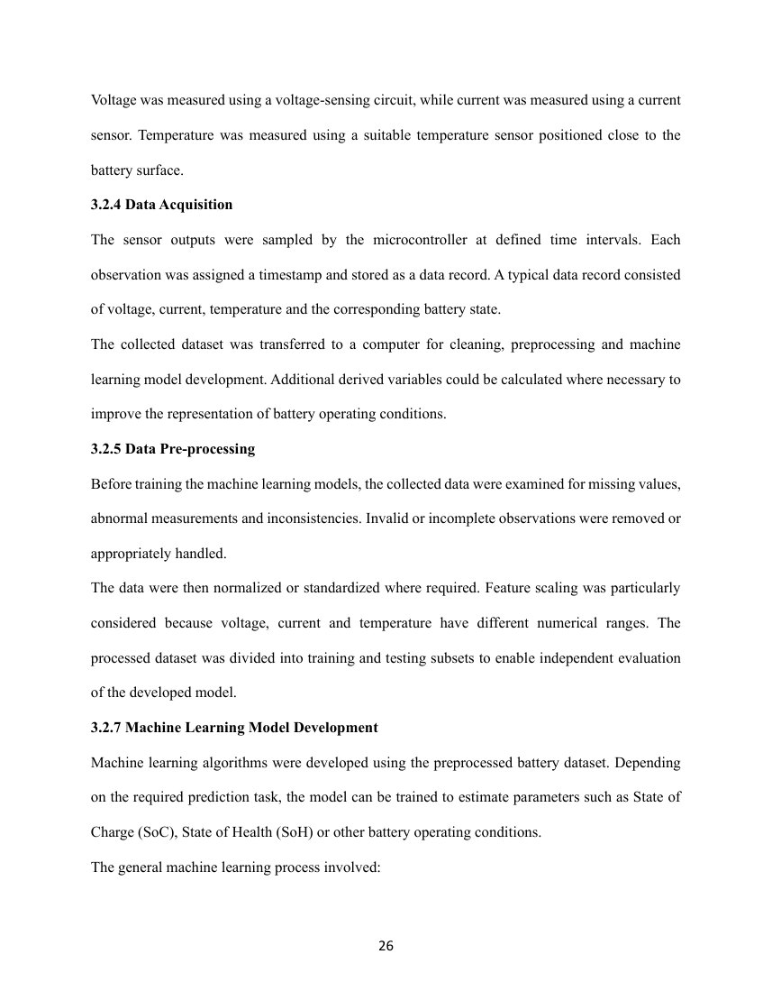 Voltage was measured using a voltage-sensing circuit, while current was measured using a current
sensor. Temperature was measured using a suitable temperature sensor positioned close to the
battery surface.
3.2.4 Data Acquisition
The sensor outputs were sampled by the microcontroller at defined time intervals. Each
observation was assigned a timestamp and stored as a data record. A typical data record consisted
of voltage, current, temperature and the corresponding battery state.
The collected dataset was transferred to a computer for cleaning, preprocessing and machine
learning model development. Additional derived variables could be calculated where necessary to
improve the representation of battery operating conditions.
3.2.5 Data Pre-processing
Before training the machine learning models, the collected data were examined for missing values,
abnormal measurements and inconsistencies. Invalid or incomplete observations were removed or
appropriately handled.
The data were then normalized or standardized where required. Feature scaling was particularly
considered because voltage, current and temperature have different numerical ranges. The
processed dataset was divided into training and testing subsets to enable independent evaluation
of the developed model.
3.2.7 Machine Learning Model Development
Machine learning algorithms were developed using the preprocessed battery dataset. Depending
on the required prediction task, the model can be trained to estimate parameters such as State of
Charge (SoC), State of Health (SoH) or other battery operating conditions.
The general machine learning process involved:
26